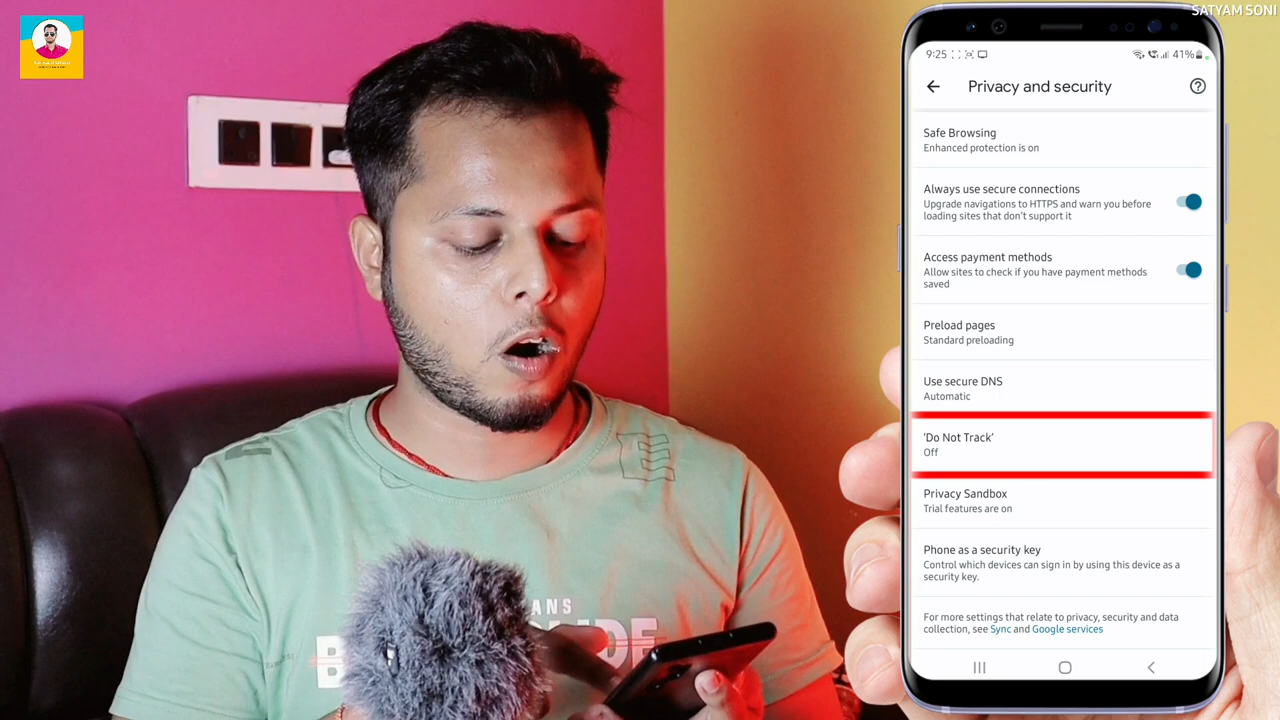 SATYAM SONI
9:25
41%
Privacy and security
Safe Browsing
Enhanced protection is on
Always use secure connections
Upgrade navigations to HTTPS and warn you before
loading sites that don't support it
Access payment methods
Allow sites to check if you have payment methods
saved
Preload pages
Standard preloading
Use secure DNS
Automatic
'Do Not Track'
Off
Privacy Sandbox
Trial features are on
Phone as a security key
Control which devices can sign in by using this device as a
security key.
For more settings that relate to privacy, security and data
collection, see Sync and Google services